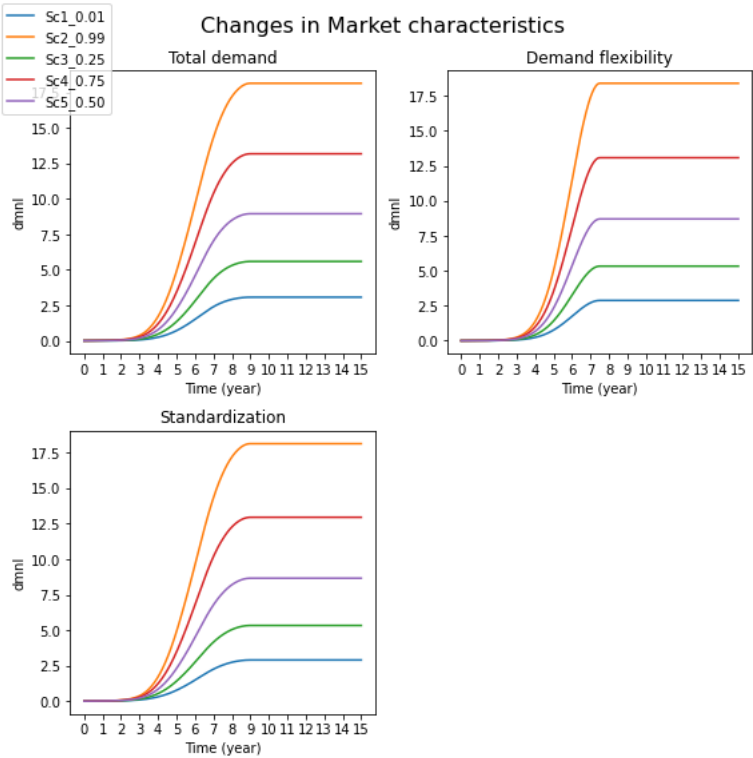 Changes in Market characteristics
Sc1_0.01
Sc2_0.99
Sc3_0.25
Sc4_0.75
Sc5_0.50
Total demand
17.5
15.0
12.5
10.0
7.5
5.0
2.5
0.0
dmnl
0 1 2 3 4 5 6 7 8 9 10 11 12 13 14 15
Time (year)
Demand flexibility
17.5
15.0
12.5
10.0
7.5
5.0
2.5
0.0
dmnl
0 1 2 3 4 5 6 7 8 9 10 11 12 13 14 15
Time (year)
Standardization
17.5
15.0
12.5
10.0
7.5
5.0
2.5
0.0
dmnl
0 1 2 3 4 5 6 7 8 9 10 11 12 13 14 15
Time (year)